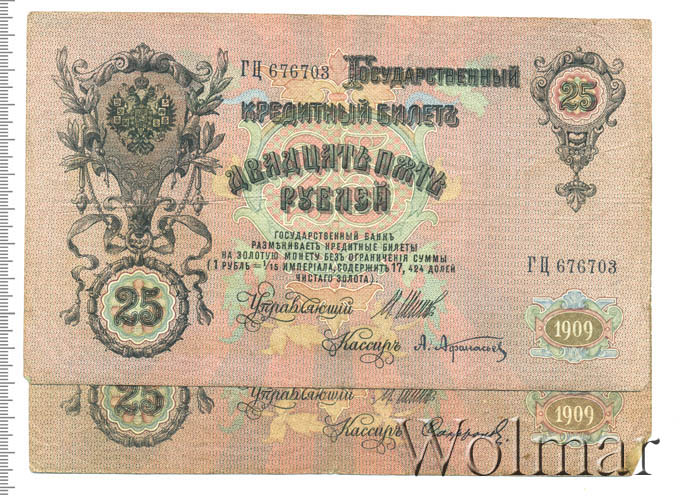 ГЦ 676703 Государственный 25
Кредитный Билетъ
Двадцать пять
рублей
Государственный банкъ
размѣниваетъ кредитные билеты
на золотую монету безъ ограниченія суммы
(1 рубль = 1/15 имперіала, содержитъ 17,424 долей
чистаго золота)
ГЦ 676703
25 Управляющій И. Шиповъ
Кассиръ А. Афанасьевъ 1909
25 Управляющій И. Шиповъ
Кассиръ 1909
Wolmar